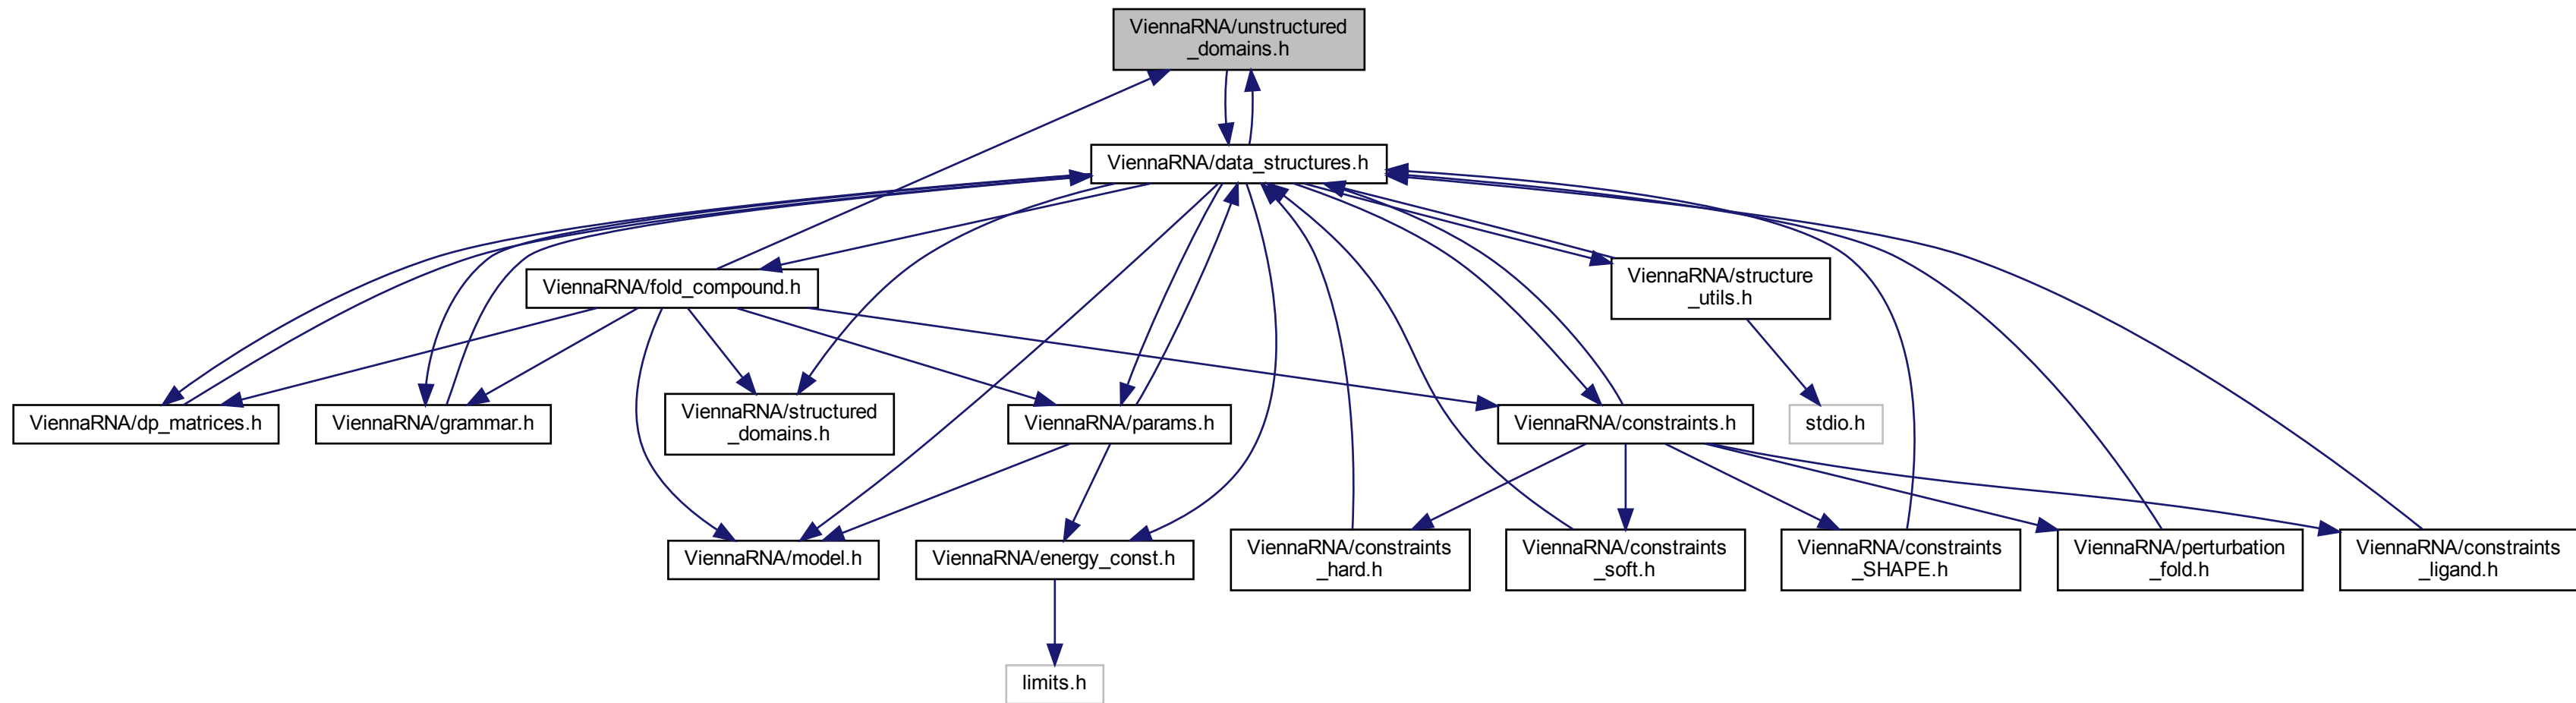 ViennaRNA/unstructured
_domains.h
ViennaRNA/data_structures.h
ViennaRNA/fold_compound.h
ViennaRNA/structure
_utils.h
ViennaRNA/dp_matrices.h
ViennaRNA/grammar.h
ViennaRNA/structured
_domains.h
ViennaRNA/params.h
ViennaRNA/constraints.h
stdio.h
ViennaRNA/model.h
ViennaRNA/energy_const.h
ViennaRNA/constraints
_hard.h
ViennaRNA/constraints
_soft.h
ViennaRNA/constraints
_SHAPE.h
ViennaRNA/perturbation
_fold.h
ViennaRNA/constraints
_ligand.h
limits.h